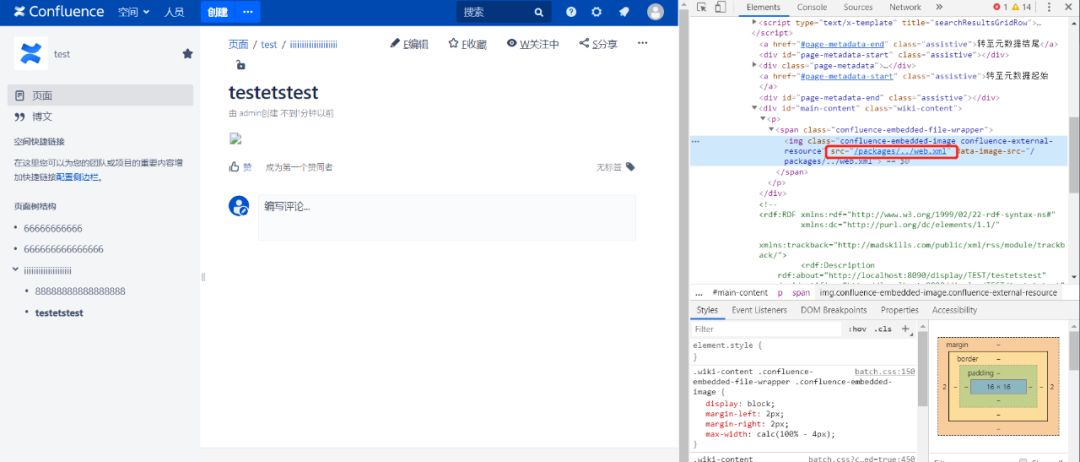 Confluence 空间 人员 创建 ··· 搜索
test
页面
博文
空间快捷链接
在这里您可以为您的团队或项目的重要内容增
加快捷链接配置侧边栏。
页面树结构
66666666666
666666666666666
iiiiiiiiiiiiiiiiiiii
88888888888888888
testetstest
页面 / test / iiiiiiiiiiiiiiiiiiii
E编辑 F收藏 W关注中 S分享 ···
testetstest
由 admin创建 不到1分钟以前
赞 成为第一个赞同者 无标签
编写评论...
Elements Console Sources Network » 1 14
<script type="text/x-template" title="searchResultsGridRow">…
</script>
<a href="#page-metadata-end" class="assistive">转至元数据结尾</a>
<div id="page-metadata-start" class="assistive"></div>
<div class="page-metadata">…</div>
<a href="#page-metadata-start" class="assistive">转至元数据起始
</a>
<div id="page-metadata-end" class="assistive"></div>
<div id="main-content" class="wiki-content">
<p>
<span class="confluence-embedded-file-wrapper">
<img class="confluence-embedded-image confluence-external-
resource" src="/packages/../web.xml" data-image-src="/
packages/../web.xml"> == $0
</span>
</p>
</div>
<!--
<rdf:RDF xmlns:rdf="http://www.w3.org/1999/02/22-rdf-syntax-ns#"
xmlns:dc="http://purl.org/dc/elements/1.1/"
xmlns:trackback="http://madskills.com/public/xml/rss/module/trackb
ack/">
<rdf:Description
rdf:about="http://localhost:8090/display/TEST/testetstest"
... #main-content p span img.confluence-embedded-image.confluence-external-resource
Styles Event Listeners DOM Breakpoints Properties Accessibility
Filter :hov .cls +
element.style {
}
.wiki-content .confluence- batch.css:150
embedded-file-wrapper .confluence-embedded-
image {
display: block;
margin-left: 2px;
margin-right: 2px;
max-width: calc(100% - 4px);
}
.wiki-content .confluence- batch.css?c…ed=true:450
margin –
border –
padding –
2 – – 16 × 16 – – 2
–
–
–
Filter Show all